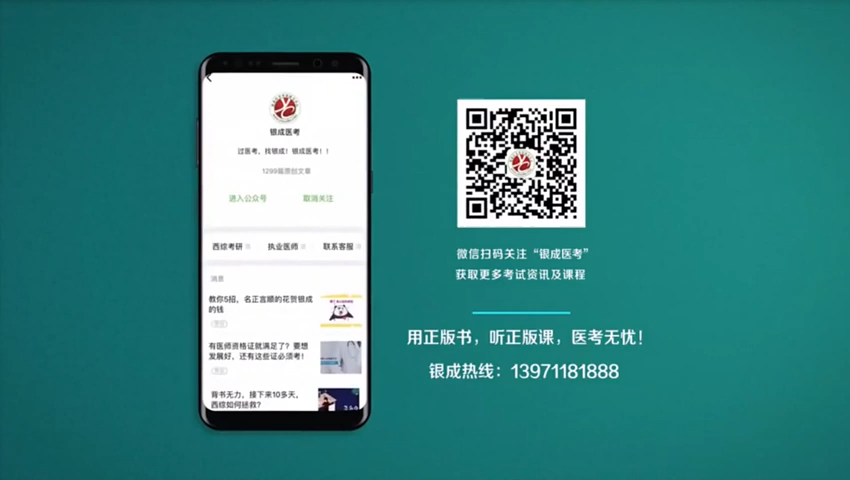 银成医考
过医考，找银成！银成医考！！
1299篇原创文章
进入公众号 取消关注
西综考研 执业医师 联系客服
消息
教你5招，名正言顺的花贺银成
的钱
有医师资格证就满足了？要想
发展好，还有这些证必须考！
背书无力，接下来10多天，
西综如何拯救？
微信扫码关注“银成医考”
获取更多考试资讯及课程
用正版书，听正版课，医考无忧！
银成热线：13971181888